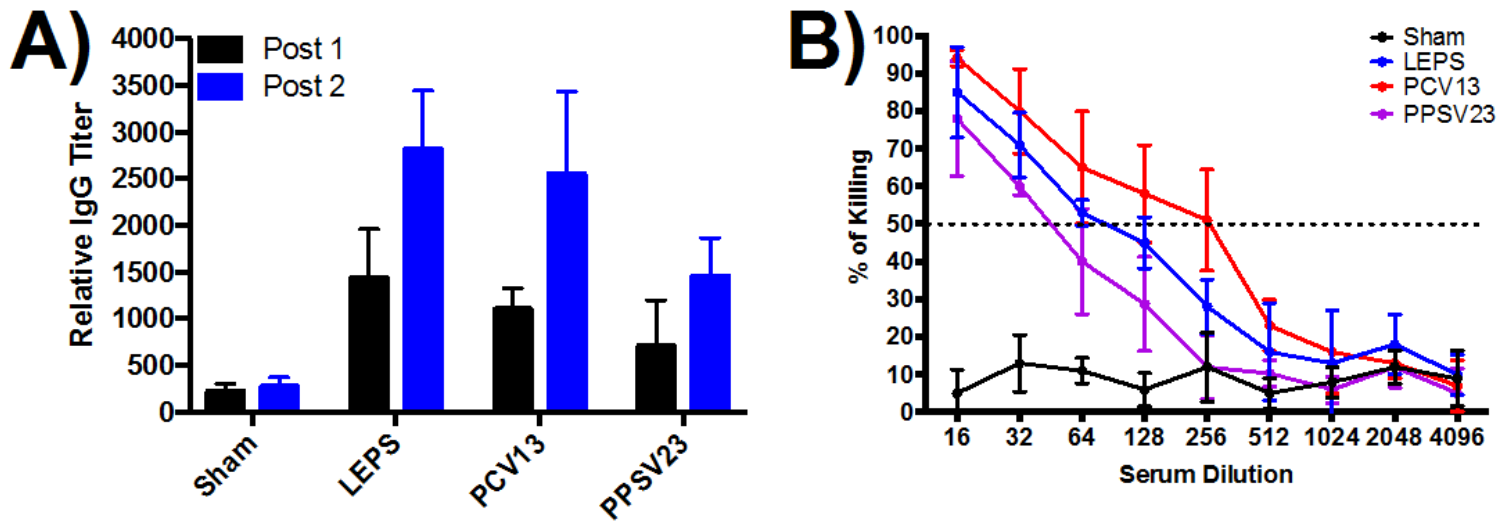 A)
Relative IgG Titer
4000
3500
3000
2500
2000
1500
1000
500
0
Post 1
Post 2
Sham
LEPS
PCV13
PPSV23
B)
% of Killing
100
90
80
70
60
50
40
30
20
10
0
Sham
LEPS
PCV13
PPSV23
16 32 64 128 256 512 1024 2048 4096
Serum Dilution